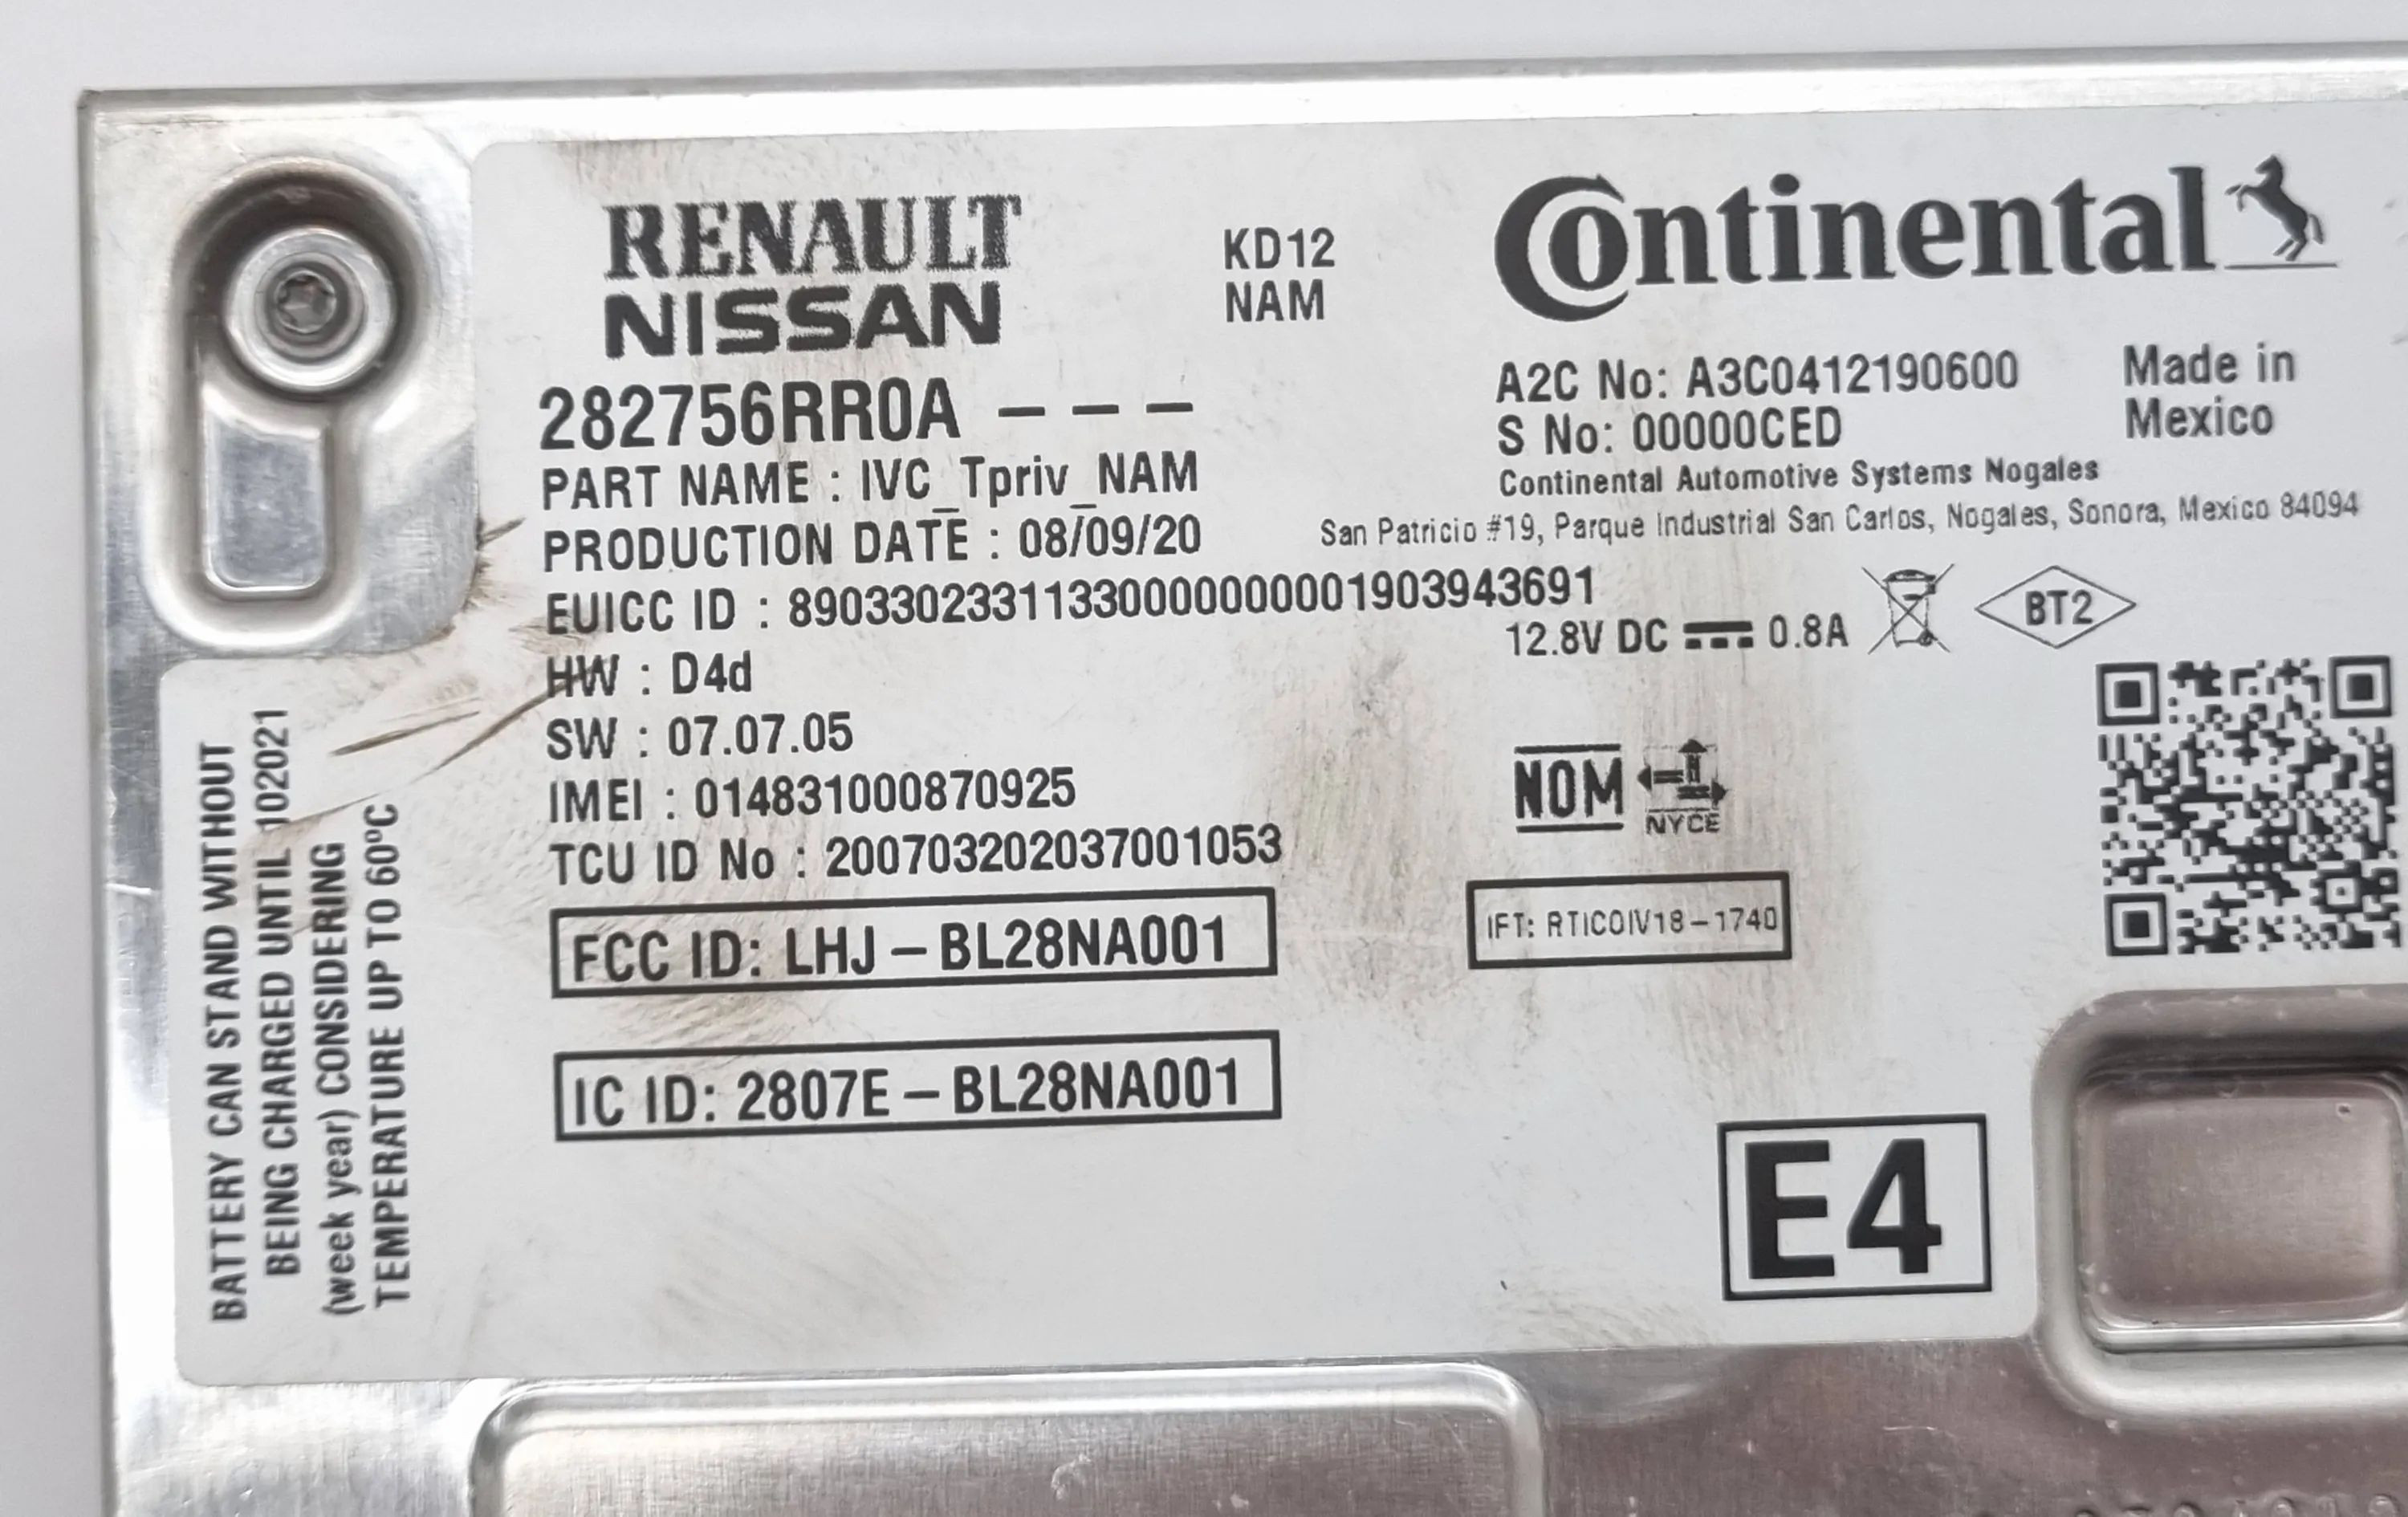 RENAULT
NISSAN
KD12
NAM
Continental
282756RR0A – – –
PART NAME : IVC_Tpriv_NAM
PRODUCTION DATE : 08/09/20
EUICC ID : 89033023311330000000001903943691
HW : D4d
SW : 07.07.05
IMEI : 014831000870925
TCU ID No : 200703202037001053
FCC ID: LHJ – BL28NA001
IC ID: 2807E – BL28NA001
A2C No: A3C0412190600
S No: 00000CED
Made in
Mexico
Continental Automotive Systems Nogales
San Patricio #19, Parque Industrial San Carlos, Nogales, Sonora, Mexico 84094
12.8V DC 0.8A
BT2
NOM
NYCE
IFT: RTICOIV18-1740
E4
BATTERY CAN STAND WITHOUT
BEING CHARGED UNTIL 102021
(week year) CONSIDERING
TEMPERATURE UP TO 60ºC